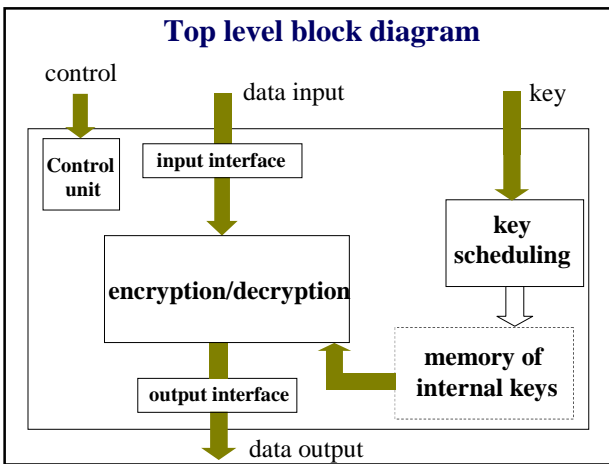 Top level block diagram
control
data input
key
input interface
Control
unit
key
scheduling
encryption/decryption
memory of
internal keys
output interface
data output